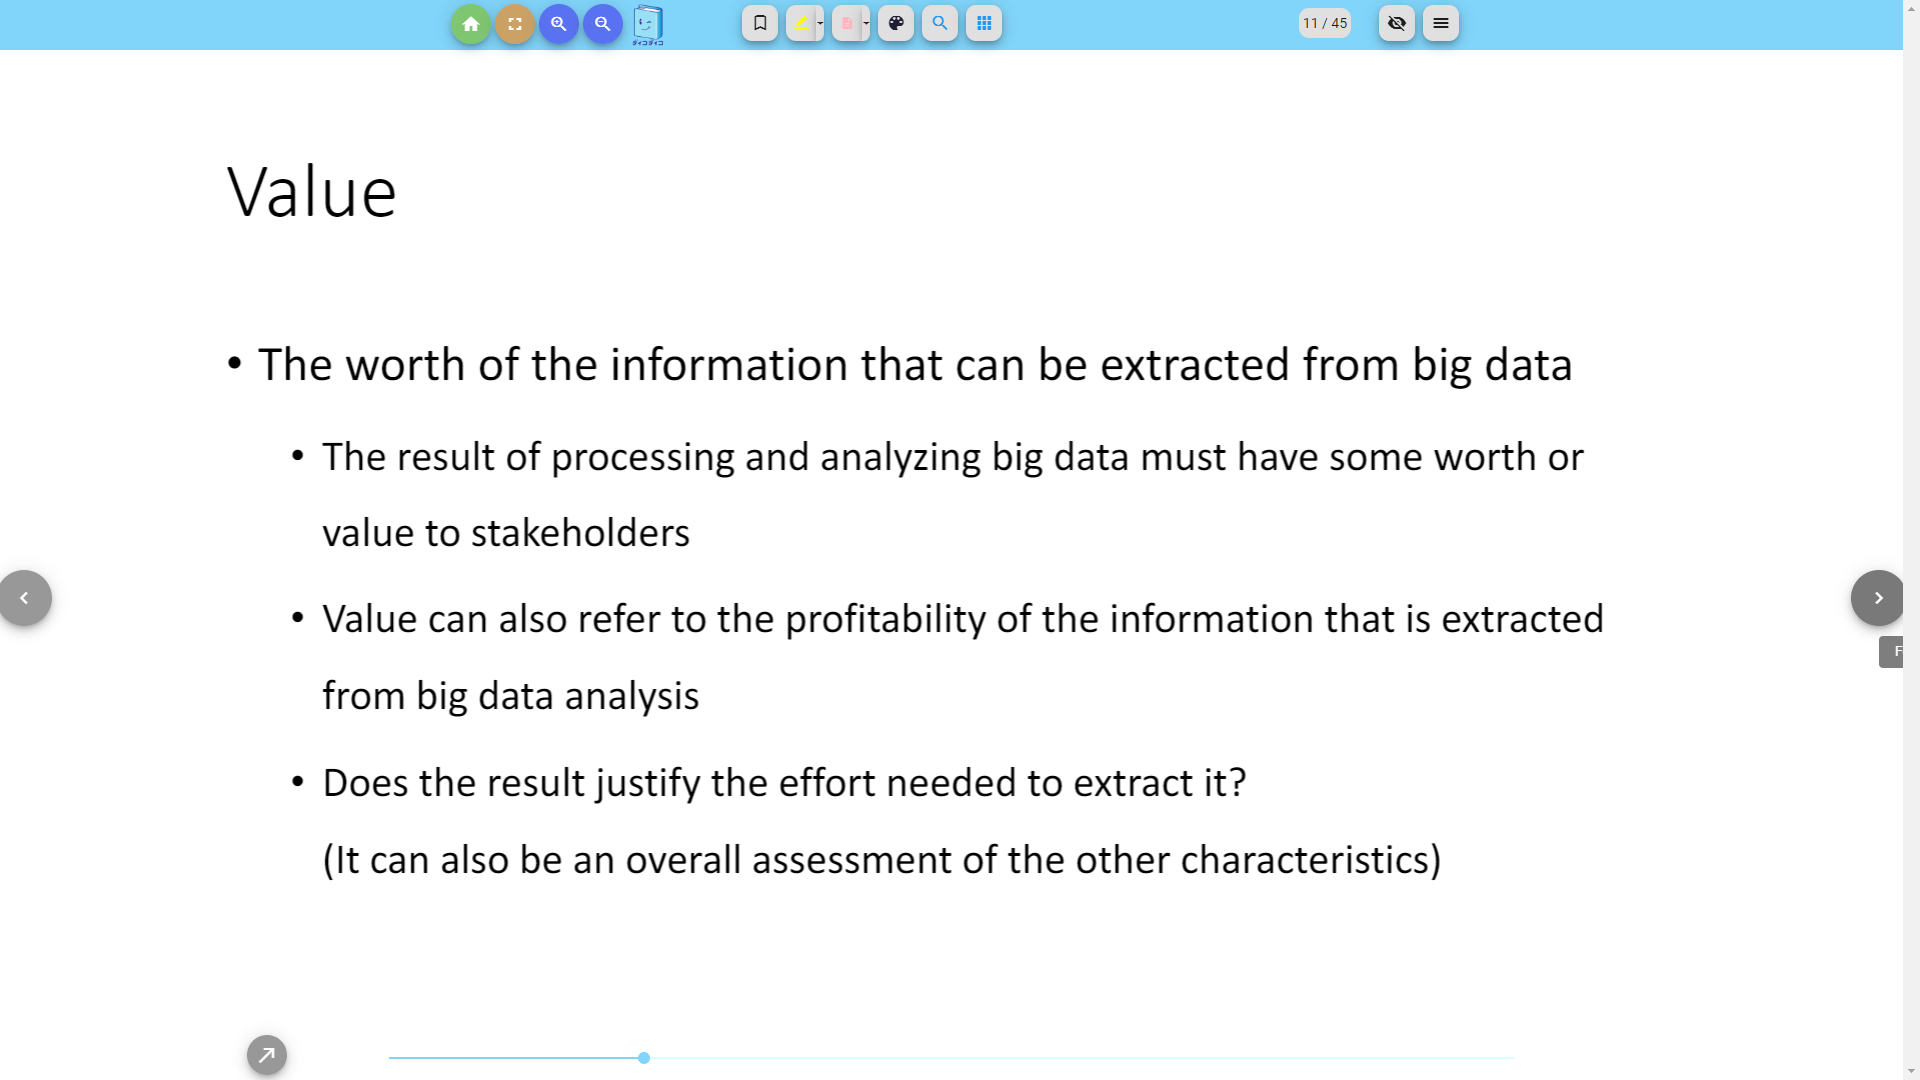 11 / 45
Value
• The worth of the information that can be extracted from big data
• The result of processing and analyzing big data must have some worth or
value to stakeholders
• Value can also refer to the profitability of the information that is extracted
from big data analysis
• Does the result justify the effort needed to extract it?
(It can also be an overall assessment of the other characteristics)